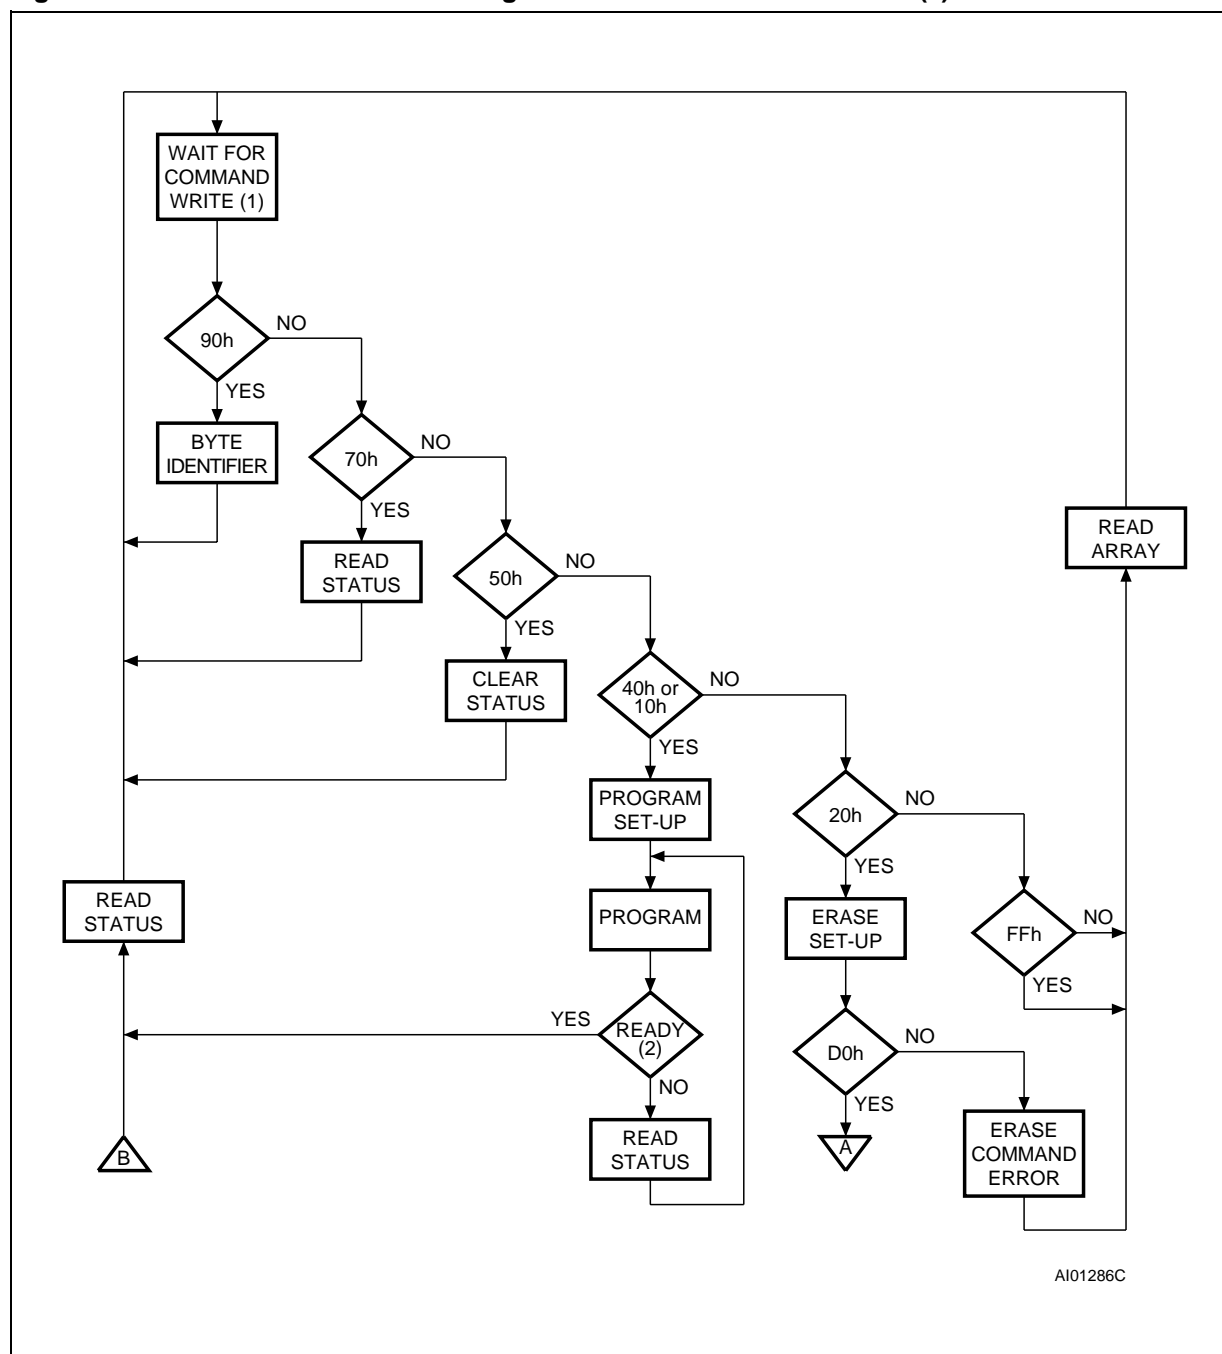 (1)
WAIT FOR
COMMAND
WRITE (1)
90h
NO
YES
BYTE
IDENTIFIER
70h
NO
YES
READ
STATUS
50h
NO
YES
CLEAR
STATUS
40h or
10h
NO
YES
PROGRAM
SET-UP
PROGRAM
READY
(2)
YES
NO
READ
STATUS
20h
NO
YES
ERASE
SET-UP
D0h
NO
YES
A
ERASE
COMMAND
ERROR
FFh
NO
YES
READ
ARRAY
READ
STATUS
B
AI01286C